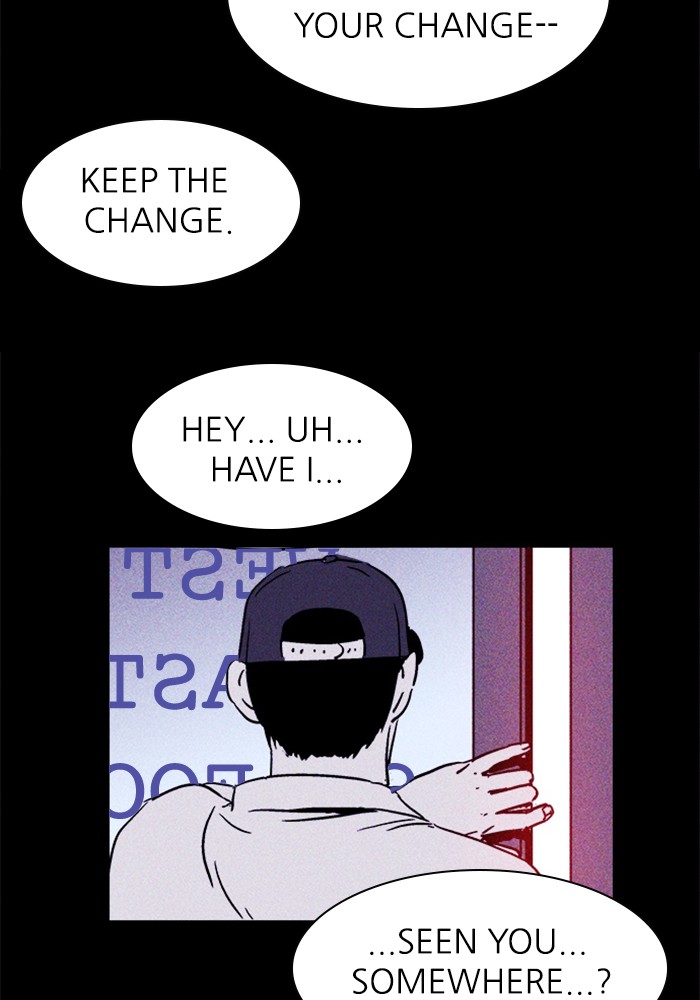 YOUR CHANGE--
KEEP THE
CHANGE.
HEY... UH...
HAVE I...
...SEEN YOU...
SOMEWHERE...?